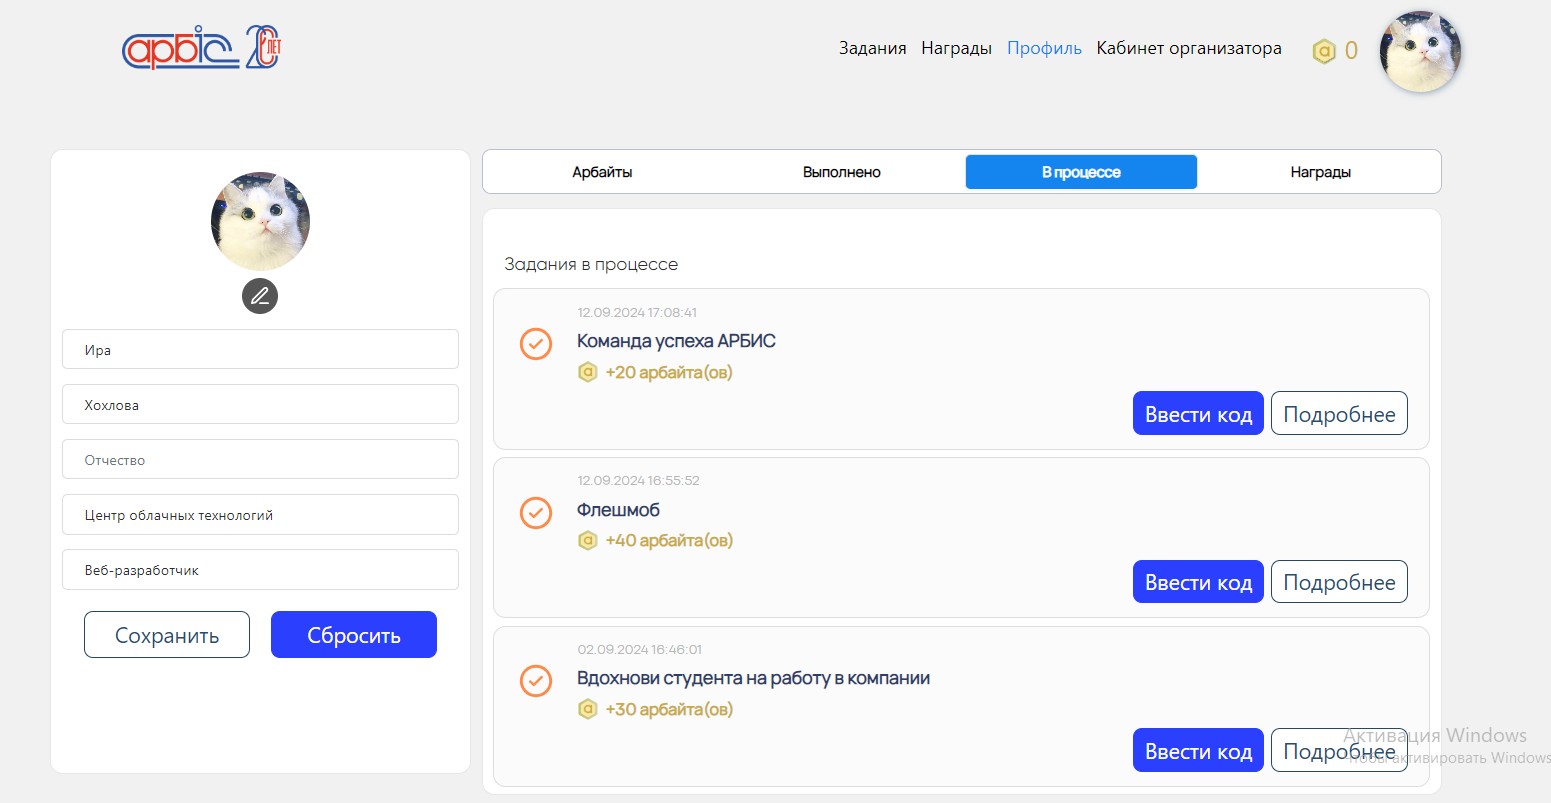 арбіс 20 ЛЕТ
Задания Награды Профиль Кабинет организатора 0
Ира
Хохлова
Отчество
Центр облачных технологий
Веб-разработчик
Сохранить Сбросить
Арбайты Выполнено В процессе Награды
Задания в процессе
12.09.2024 17:08:41
Команда успеха АРБИС
+20 арбайта(ов)
Ввести код Подробнее
12.09.2024 16:55:52
Флешмоб
+40 арбайта(ов)
Ввести код Подробнее
02.09.2024 16:46:01
Вдохнови студента на работу в компании
+30 арбайта(ов)
Ввести код Подробнее
Активация Windows
Чтобы активировать Windows